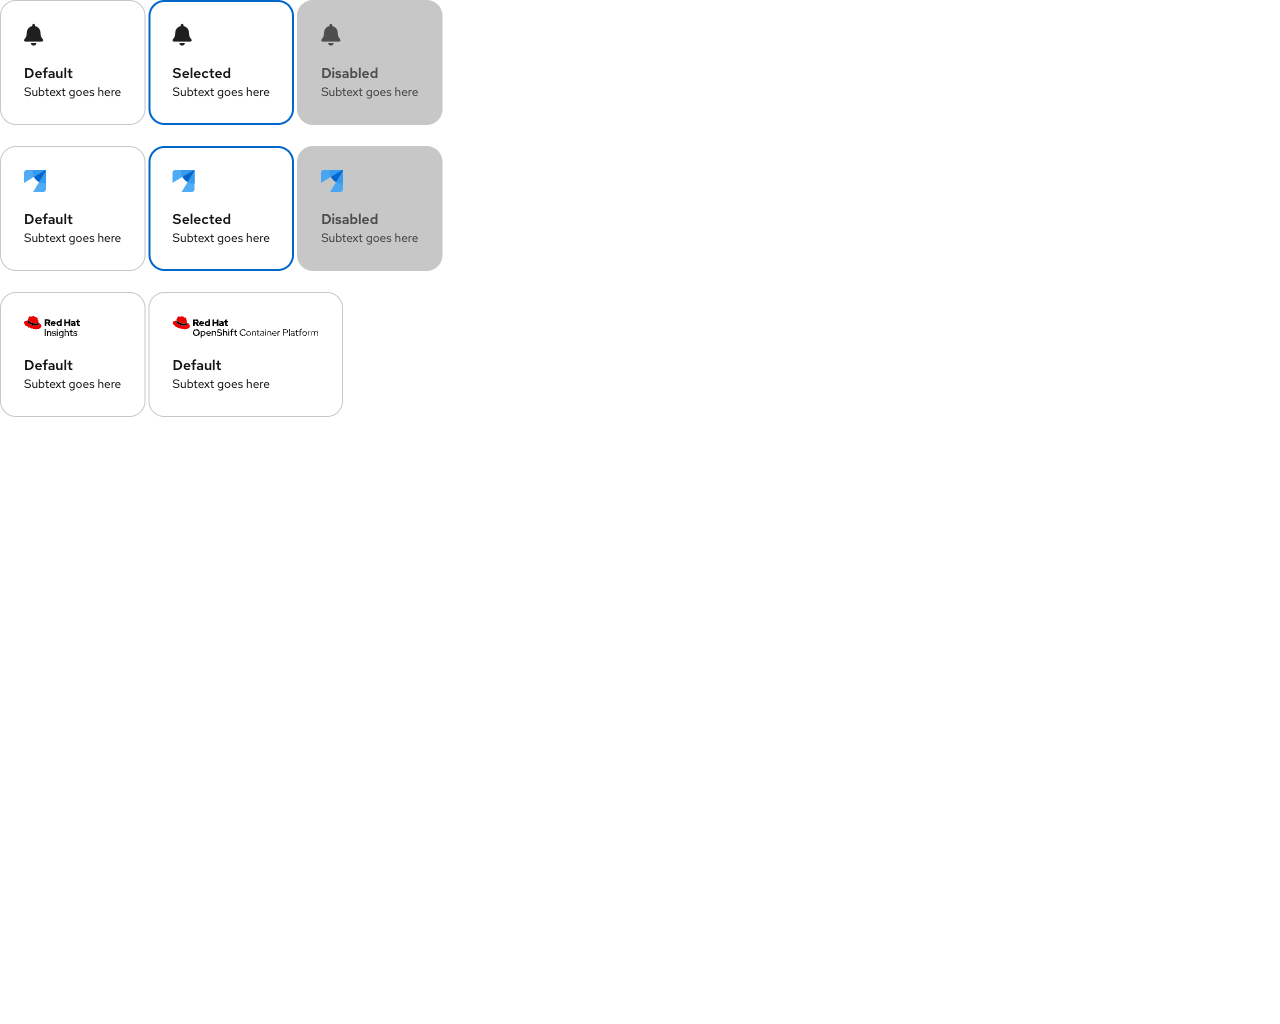 Default
Subtext goes here
Selected
Subtext goes here
Disabled
Subtext goes here
Default
Subtext goes here
Selected
Subtext goes here
Disabled
Subtext goes here
Red Hat
Insights
Default
Subtext goes here
Red Hat
OpenShift Container Platform
Default
Subtext goes here